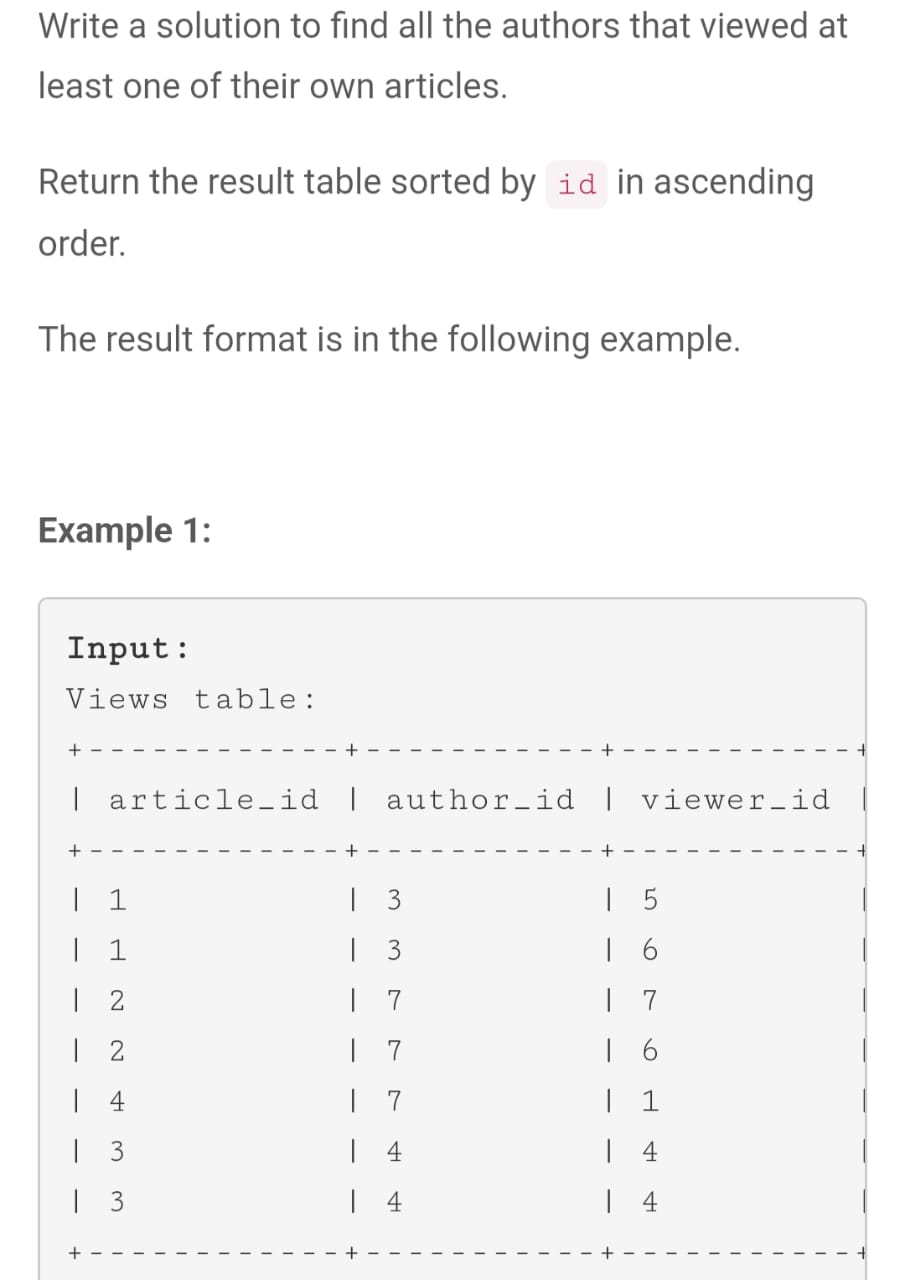 Write a solution to find all the authors that viewed at
least one of their own articles.
Return the result table sorted by id in ascending
order.
The result format is in the following example.
Example 1:
Input:
Views table:
+------------+-----------+-----------+
| article_id | author_id | viewer_id |
+------------+-----------+-----------+
| 1 | 3 | 5 |
| 1 | 3 | 6 |
| 2 | 7 | 7 |
| 2 | 7 | 6 |
| 4 | 7 | 1 |
| 3 | 4 | 4 |
| 3 | 4 | 4 |
+------------+-----------+-----------+